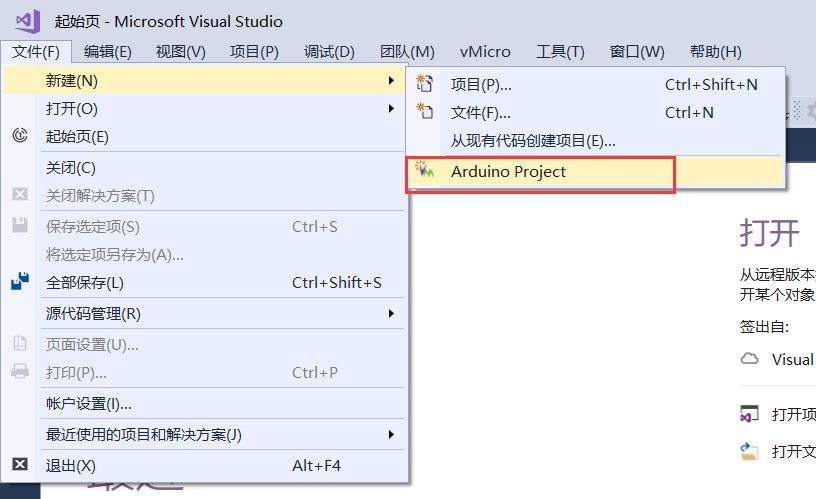 起始页 - Microsoft Visual Studio
文件(F) 编辑(E) 视图(V) 项目(P) 调试(D) 团队(M) vMicro 工具(T) 窗口(W) 帮助(H)
新建(N)
打开(O)
起始页(E)
关闭(C)
关闭解决方案(T)
保存选定项(S) Ctrl+S
将选定项另存为(A)...
全部保存(L) Ctrl+Shift+S
源代码管理(R)
页面设置(U)...
打印(P)... Ctrl+P
帐户设置(I)...
最近使用的项目和解决方案(J)
退出(X) Alt+F4
项目(P)... Ctrl+Shift+N
文件(F)... Ctrl+N
从现有代码创建项目(E)...
Arduino Project
打开
从远程版本
开某个对象
签出自:
Visual
打开项
打开文